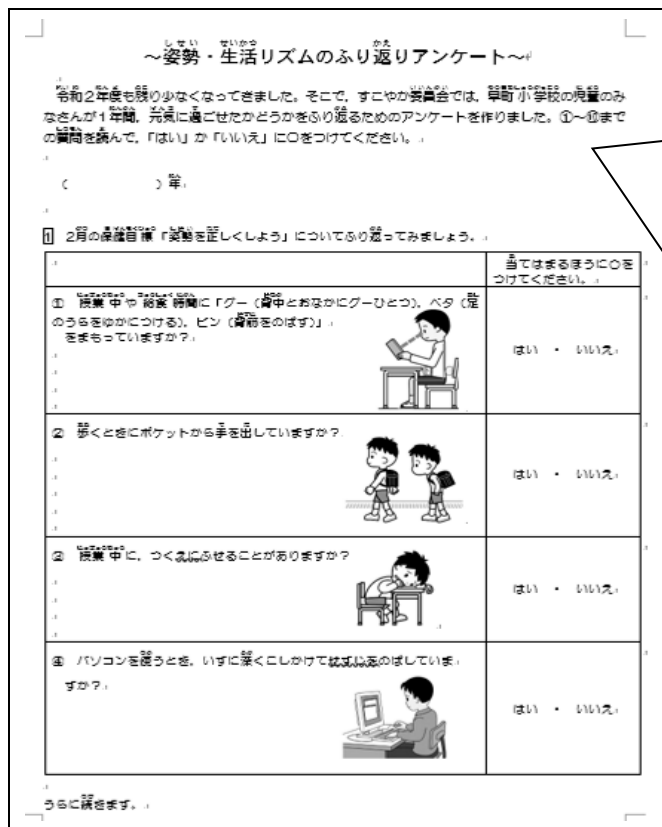 ～姿勢・生活リズムのふり返りアンケート～
令和２年度も残り少なくなってきました。そこで，すこやか委員会では，早町小学校の児童のみ
なさんが１年間，元気に過ごせたかどうかをふり返るためのアンケートを作りました。①～⑩まで
の質問を読んで，「はい」か「いいえ」に○をつけてください。
（　　　　　　　）年
1　２月の保健目標「姿勢を正しくしよう」についてふり返ってみましょう。
当てはまるほうに○を
つけてください。
①　授業中や給食時間に「グー（背中とおなかにグーひとつ），ペタ（足
のうらをゆかにつける），ピン（背筋をのばす）」
をまもっていますか？
はい　・　いいえ
②　歩くときにポケットから手を出していますか？
はい　・　いいえ
③　授業中に，つくえにふせることがありますか？
はい　・　いいえ
④　パソコンを使うとき，いすに深くこしかけてせすじをのばしていま
すか？
はい　・　いいえ
うらに続きます。